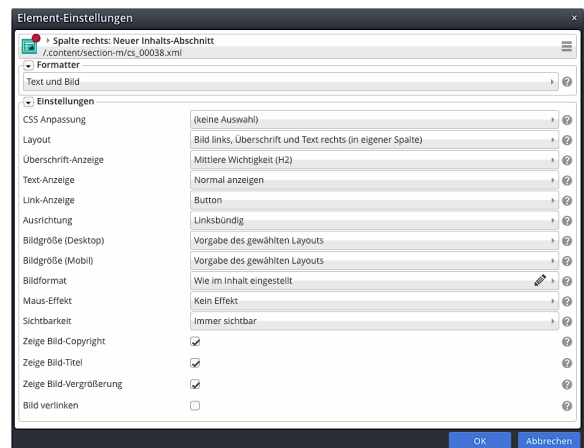 Element-Einstellungen ×
Spalte rechts: Neuer Inhalts-Abschnitt
/.content/section-m/cs_00038.xml
Formatter
Text und Bild
Einstellungen
CSS Anpassung (keine Auswahl)
Layout Bild links, Überschrift und Text rechts (in eigener Spalte)
Überschrift-Anzeige Mittlere Wichtigkeit (H2)
Text-Anzeige Normal anzeigen
Link-Anzeige Button
Ausrichtung Linksbündig
Bildgröße (Desktop) Vorgabe des gewählten Layouts
Bildgröße (Mobil) Vorgabe des gewählten Layouts
Bildformat Wie im Inhalt eingestellt
Maus-Effekt Kein Effekt
Sichtbarkeit Immer sichtbar
Zeige Bild-Copyright
Zeige Bild-Titel
Zeige Bild-Vergrößerung
Bild verlinken
OK Abbrechen